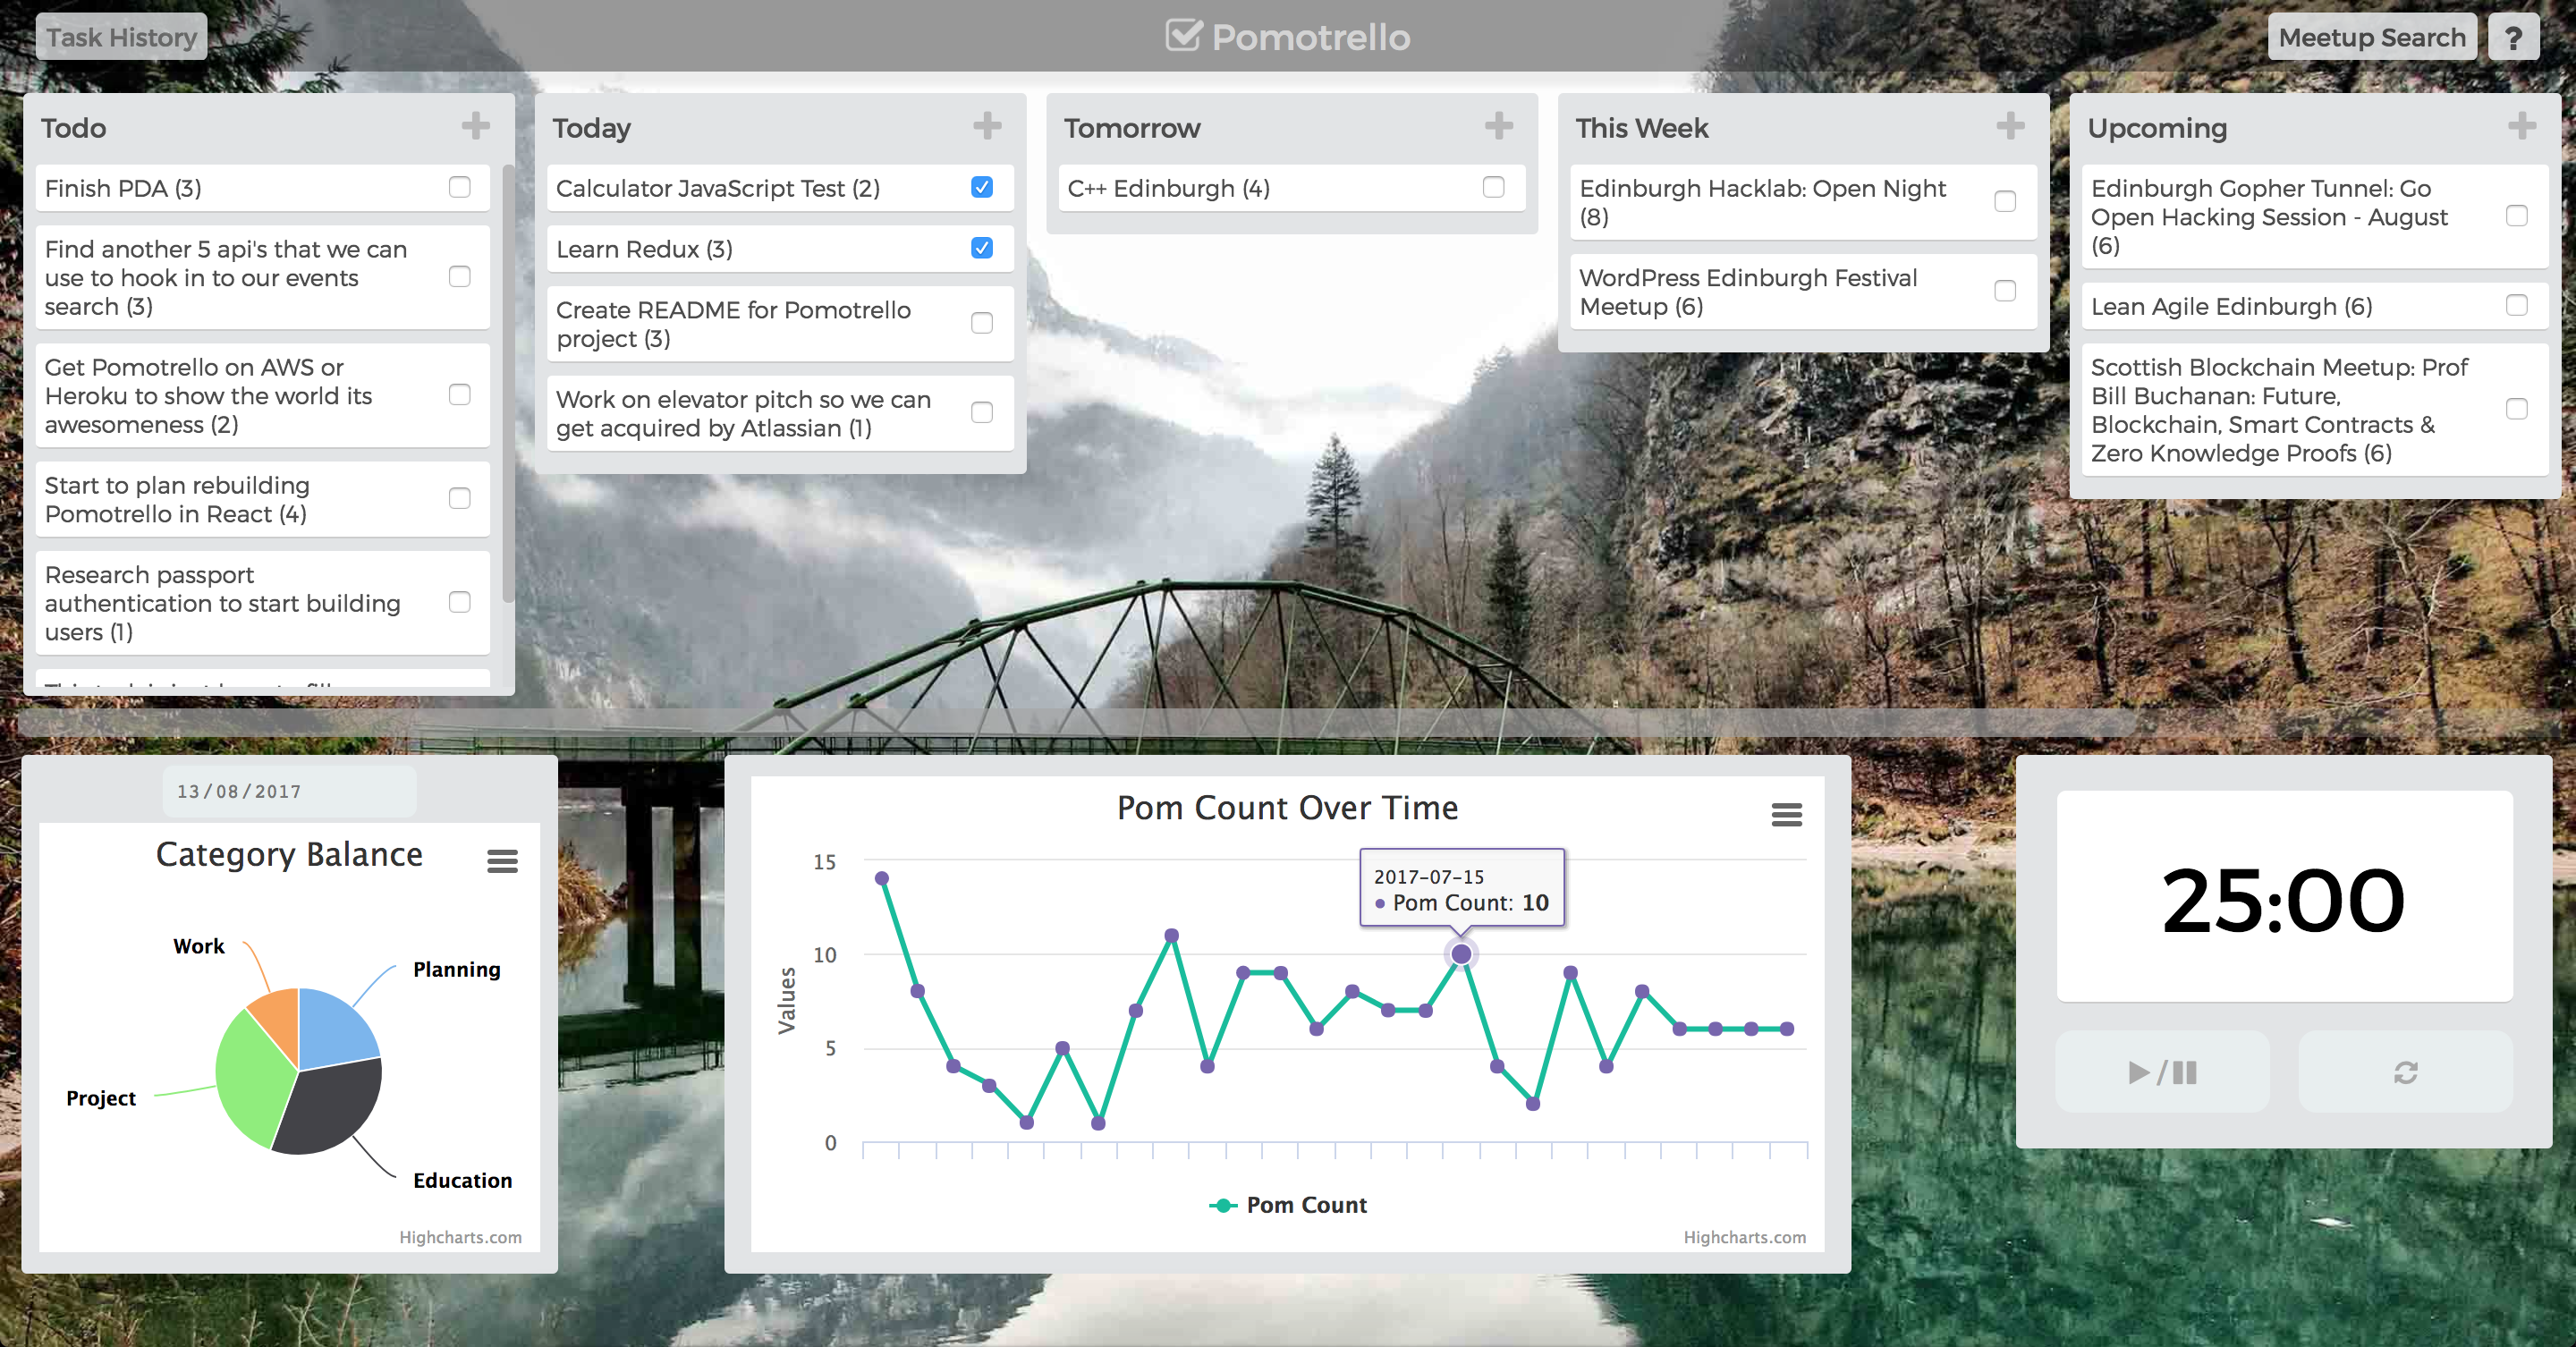 Task History
Pomotrello
Meetup Search
?
Todo
Finish PDA (3)
Find another 5 api's that we can
use to hook in to our events
search (3)
Get Pomotrello on AWS or
Heroku to show the world its
awesomeness (2)
Start to plan rebuilding
Pomotrello in React (4)
Research passport
authentication to start building
users (1)
Today
Calculator JavaScript Test (2)
Learn Redux (3)
Create README for Pomotrello
project (3)
Work on elevator pitch so we can
get acquired by Atlassian (1)
Tomorrow
C++ Edinburgh (4)
This Week
Edinburgh Hacklab: Open Night
(8)
WordPress Edinburgh Festival
Meetup (6)
Upcoming
Edinburgh Gopher Tunnel: Go
Open Hacking Session - August
(6)
Lean Agile Edinburgh (6)
Scottish Blockchain Meetup: Prof
Bill Buchanan: Future,
Blockchain, Smart Contracts &
Zero Knowledge Proofs (6)
13/08/2017
Category Balance
Work
Planning
Project
Education
Highcharts.com
Pom Count Over Time
15
10
5
0
Values
2017-07-15
Pom Count: 10
Pom Count
Highcharts.com
25:00
/